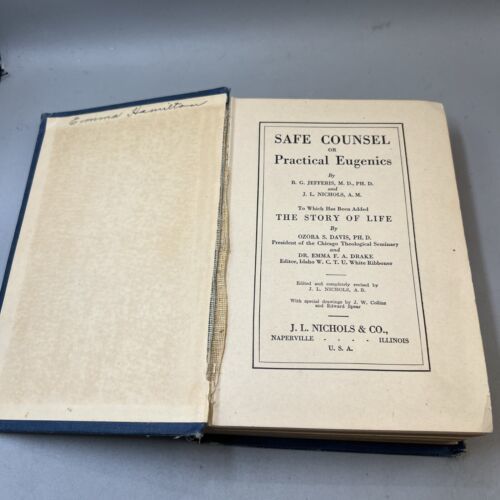 Emma Hamilton
SAFE COUNSEL
OR
Practical Eugenics
By
B. G. JEFFERIS, M. D., PH. D.
and
J. L. NICHOLS, A. M.
To Which Has Been Added
THE STORY OF LIFE
By
OZORA S. DAVIS, PH. D.
President of the Chicago Theological Seminary
and
DR. EMMA F. A. DRAKE
Editor, Idaho W. C. T. U. White Ribboner
Edited and completely revised by
J. L. NICHOLS, A. B.
With special drawings by J. W. Collins
and Edward Spear
J. L. NICHOLS & CO.,
NAPERVILLE - - - - ILLINOIS
U. S. A.